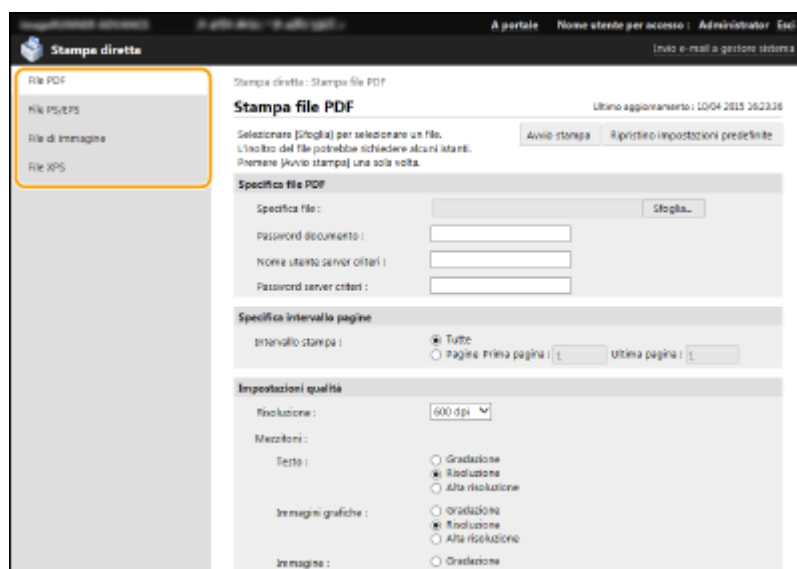 A portale Nome utente per accesso : Administrator Esci
Stampa diretta
Invio e-mail a gestore sistema
File PDF
File PS/EPS
File di immagine
File XPS
Stampa diretta : Stampa file PDF
Stampa file PDF
Ultimo aggiornamento : 10/04 2015 16:23:36
Selezionare [Sfoglia] per selezionare un file.
L'inoltro del file potrebbe richiedere alcuni istanti.
Premere [Avvio stampa] una sola volta.
Avvio stampa
Ripristino impostazioni predefinite
Specifica file PDF
Specifica file :
Sfoglia...
Password documento :
Nome utente server criteri :
Password server criteri :
Specifica intervallo pagine
Intervallo stampa :
Tutte
Pagine Prima pagina : 1 Ultima pagina : 1
Impostazioni qualità
Risoluzione :
600 dpi
Mezzitoni :
Testo :
Gradazione
Risoluzione
Alta risoluzione
Immagini grafiche :
Gradazione
Risoluzione
Alta risoluzione
Immagine :
Gradazione